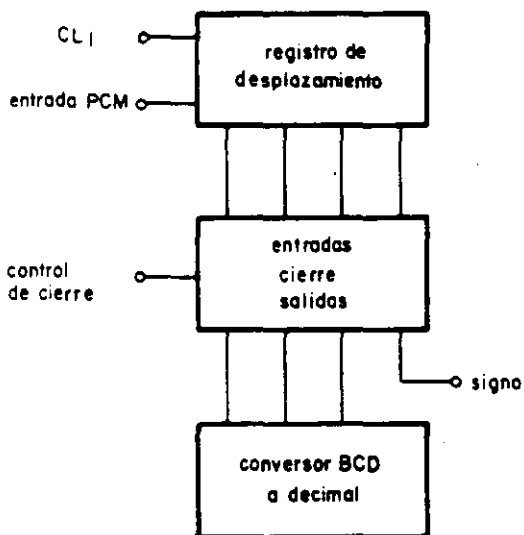 CL1
registro de
desplazamiento
entrada PCM
entradas
cierre
salidas
control
de cierre
signo
conversor BCD
a decimal